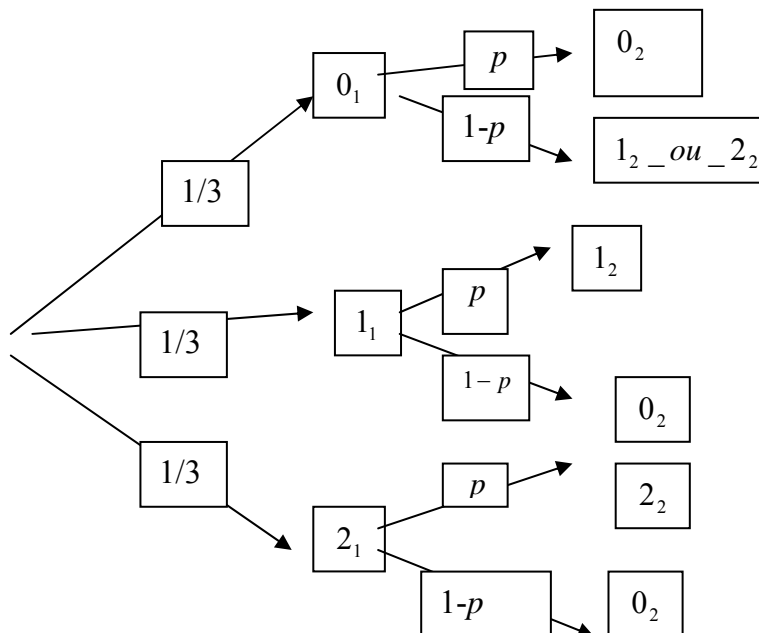 p
0₂
0₁
1-p
1₂ _ ou _ 2₂
1/3
1₂
p
1/3
1₁
1 − p
0₂
1/3
p
2₂
2₁
1-p
0₂